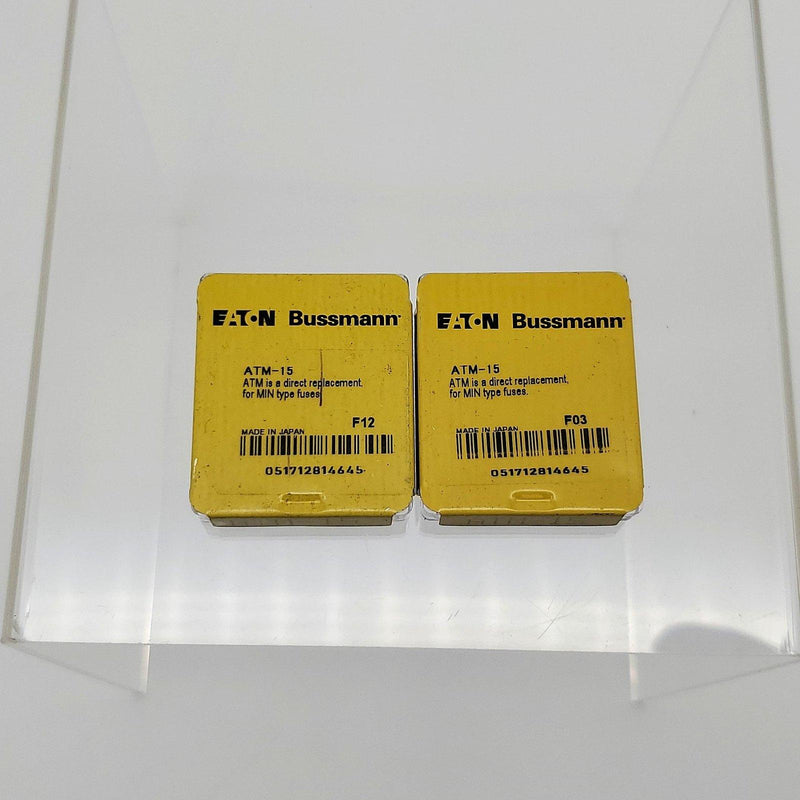 EATON Bussmann
ATM-15
ATM is a direct replacement,
for MIN type fuses
F12
MADE IN JAPAN
051712814645
EATON Bussmann
ATM-15
ATM is a direct replacement,
for MIN type fuses.
F03
MADE IN JAPAN
051712814645